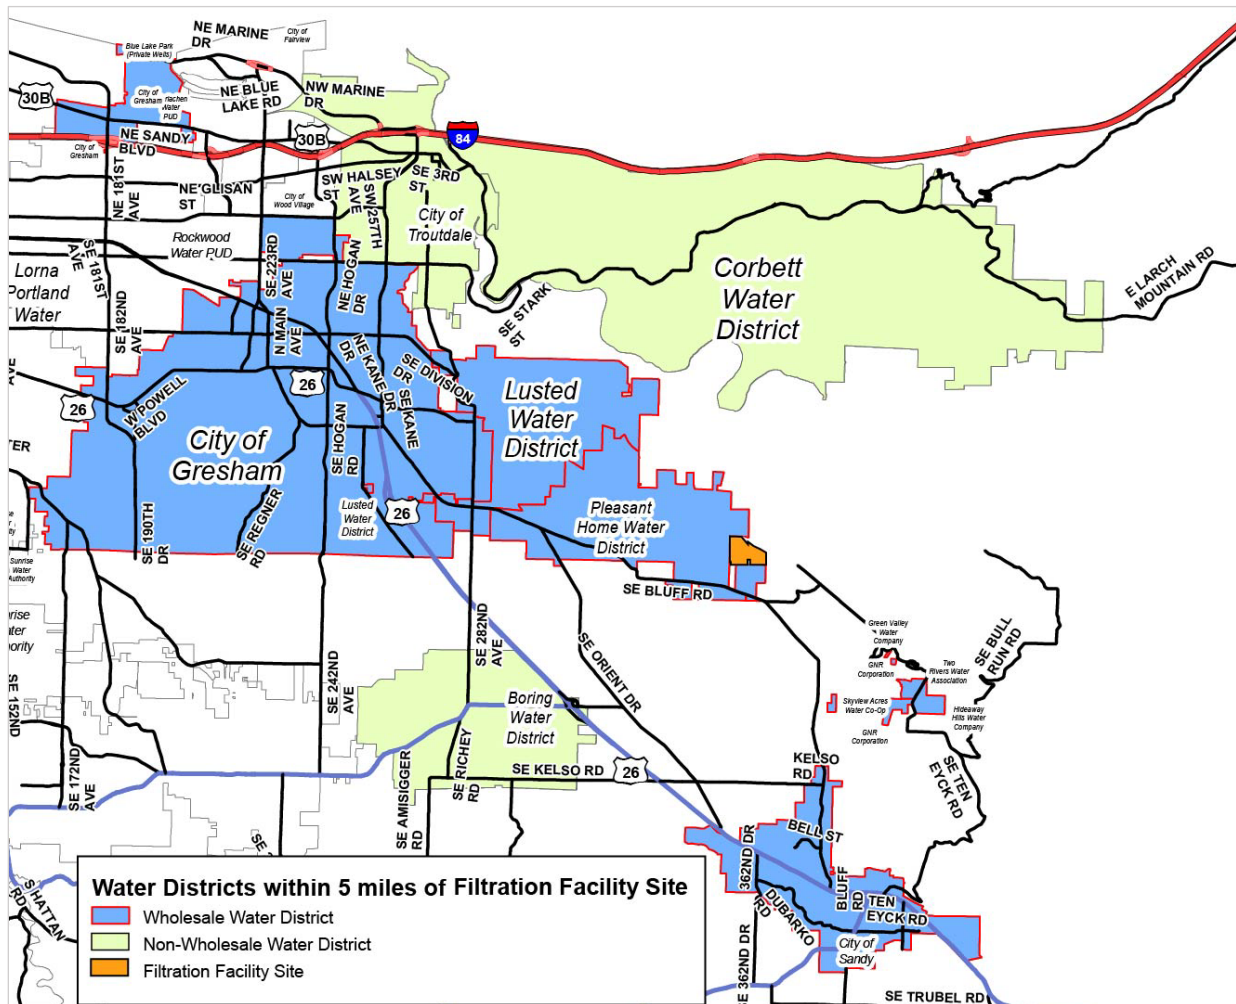 NE MARINE
DR
City of
Fairview
Blue Lake Park
(Private Wells)
30B
City of
Gresham
Water
PUD
NE BLUE
LAKE RD
NW MARINE
DR
NE SANDY
BLVD
30B
84
City of
Gresham
NE 181ST
AVE
NE GLISAN
ST
City of
Wood Village
SW HALSEY
ST
SW 257TH
AVE
SE 3RD
ST
City of
Troutdale
Rockwood
Water PUD
SE 181ST
AVE
SE 223RD
AVE
NE HOGAN
DR
Corbett
Water
District
E LARCH
MOUNTAIN RD
Lorna
Portland
Water
SE 182ND
AVE
N MAIN
AVE
SE STARK
ST
NE KANE
DR
SE DIVISION
DR
AVE
26
26
W POWELL
BLVD
SE KANE
DR
Lusted
Water
District
City of
Gresham
SE HOGAN
RD
TER
SE 190TH
DR
SE REGNER
RD
Lusted
Water
District
26
Pleasant
Home Water
District
Sunrise
Water
Authority
SE BLUFF RD
SE 282ND
AVE
SE ORIENT DR
Green Valley
Water
Company
GNR
Corporation
Two
Rivers Water
Association
SE BULL
RUN RD
Skyview Acres
Water Co-Op
Hideaway
Hills Water
Company
GNR
Corporation
SE 152ND
SE 242ND
AVE
Boring
Water
District
SE 172ND
AVE
SE RICHEY
RD
SE AMISIGGER
RD
SE KELSO RD
26
KELSO
RD
SE TEN
EYCK RD
BELL ST
362ND DR
BLUFF
RD
TEN
EYCK RD
DUBARKO
RD
City of
Sandy
SE 362ND DR
SE TRUBEL RD
S HATTAN
RD
Water Districts within 5 miles of Filtration Facility Site
Wholesale Water District
Non-Wholesale Water District
Filtration Facility Site